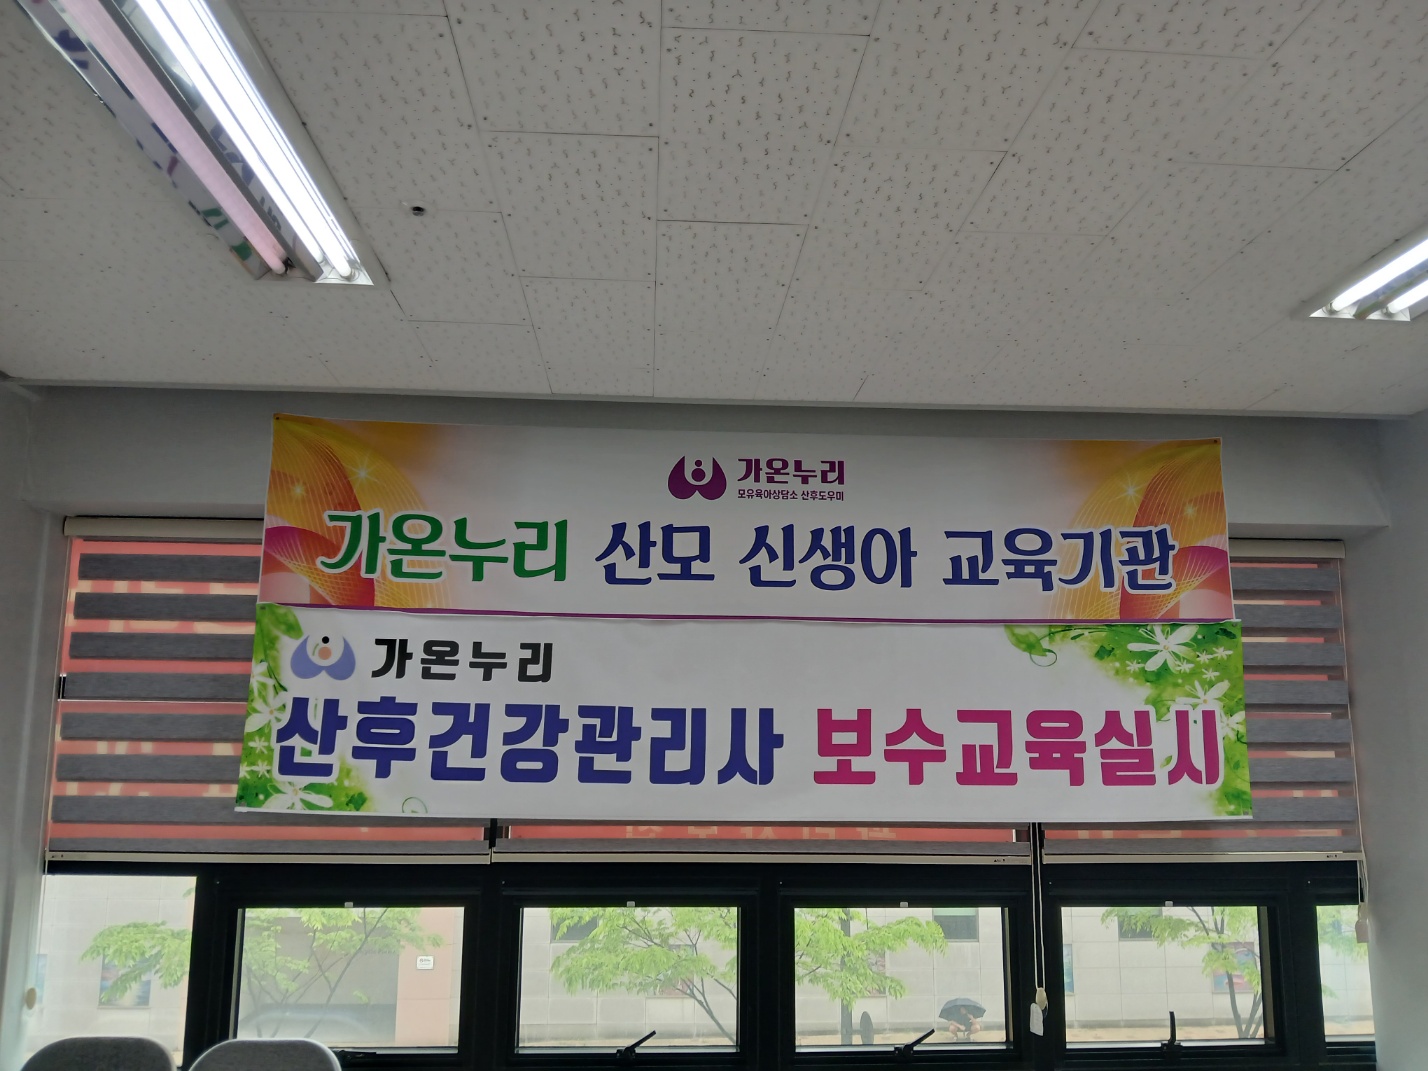 가온누리
모유육아상담소 산후도우미
가온누리 산모 신생아 교육기관
가온누리
산후건강관리사 보수교육실시